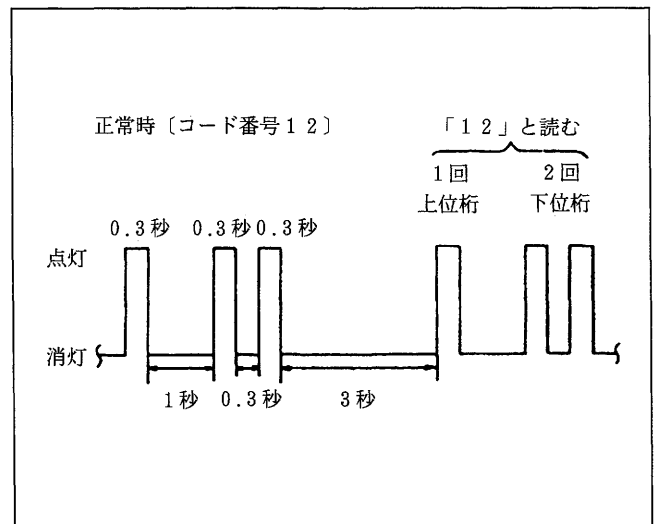 正常時〔コード番号12〕
「12」と読む
1回 2回
上位桁 下位桁
0.3秒 0.3秒 0.3秒
点灯
消灯
1秒 0.3秒 3秒